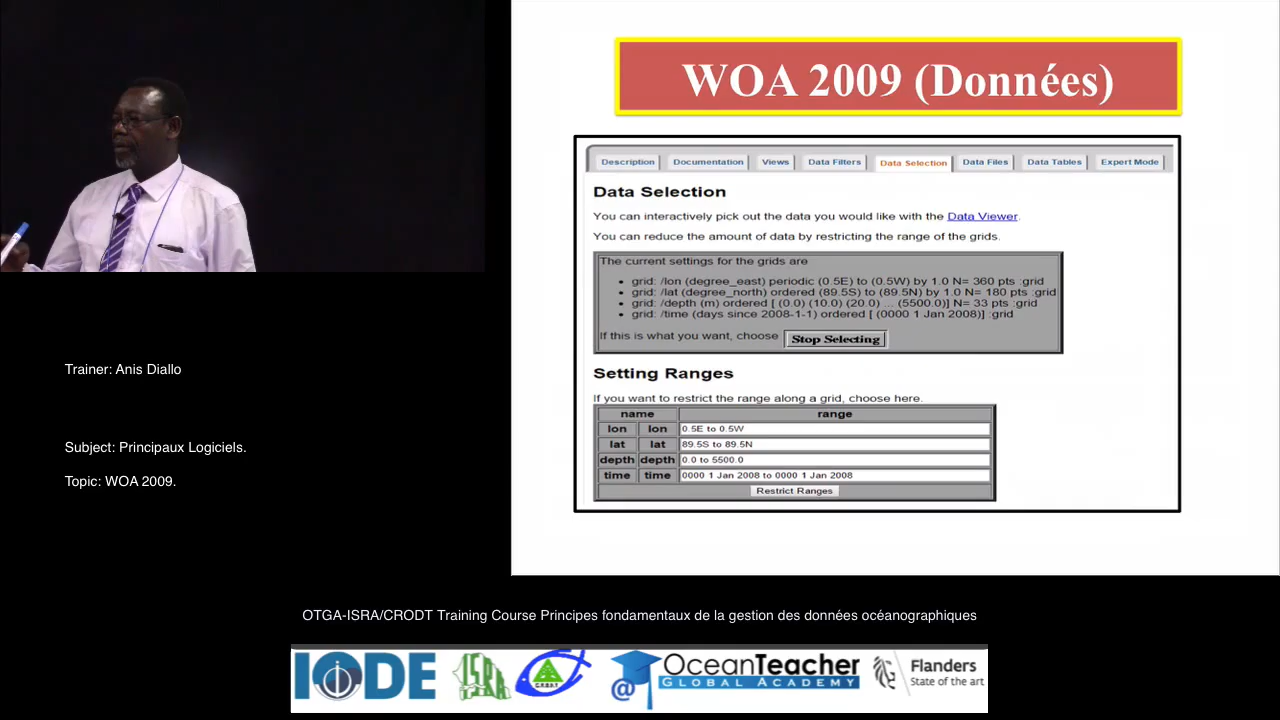 WOA 2009 (Données)
Description Documentation Views Data Filters Data Selection Data Files Data Tables Expert Mode
Data Selection
You can interactively pick out the data you would like with the Data Viewer.
You can reduce the amount of data by restricting the range of the grids.
The current settings for the grids are
• grid: /lon (degree_east) periodic (0.5E) to (0.5W) by 1.0 N= 360 pts :grid
• grid: /lat (degree_north) ordered (89.5S) to (89.5N) by 1.0 N= 180 pts :grid
• grid: /depth (m) ordered [ (0.0) (10.0) (20.0) ... (5500.0)] N= 33 pts :grid
• grid: /time (days since 2008-1-1) ordered [ (0000 1 Jan 2008)] :grid
If this is what you want, choose Stop Selecting
Setting Ranges
If you want to restrict the range along a grid, choose here.
name range
lon lon 0.5E to 0.5W
lat lat 89.5S to 89.5N
depth depth 0.0 to 5500.0
time time 0000 1 Jan 2008 to 0000 1 Jan 2008
Restrict Ranges
Trainer: Anis Diallo
Subject: Principaux Logiciels.
Topic: WOA 2009.
OTGA-ISRA/CRODT Training Course Principes fondamentaux de la gestion des données océanographiques
IODE
ISRA
@
OceanTeacher
GLOBAL ACADEMY
Flanders
State of the art